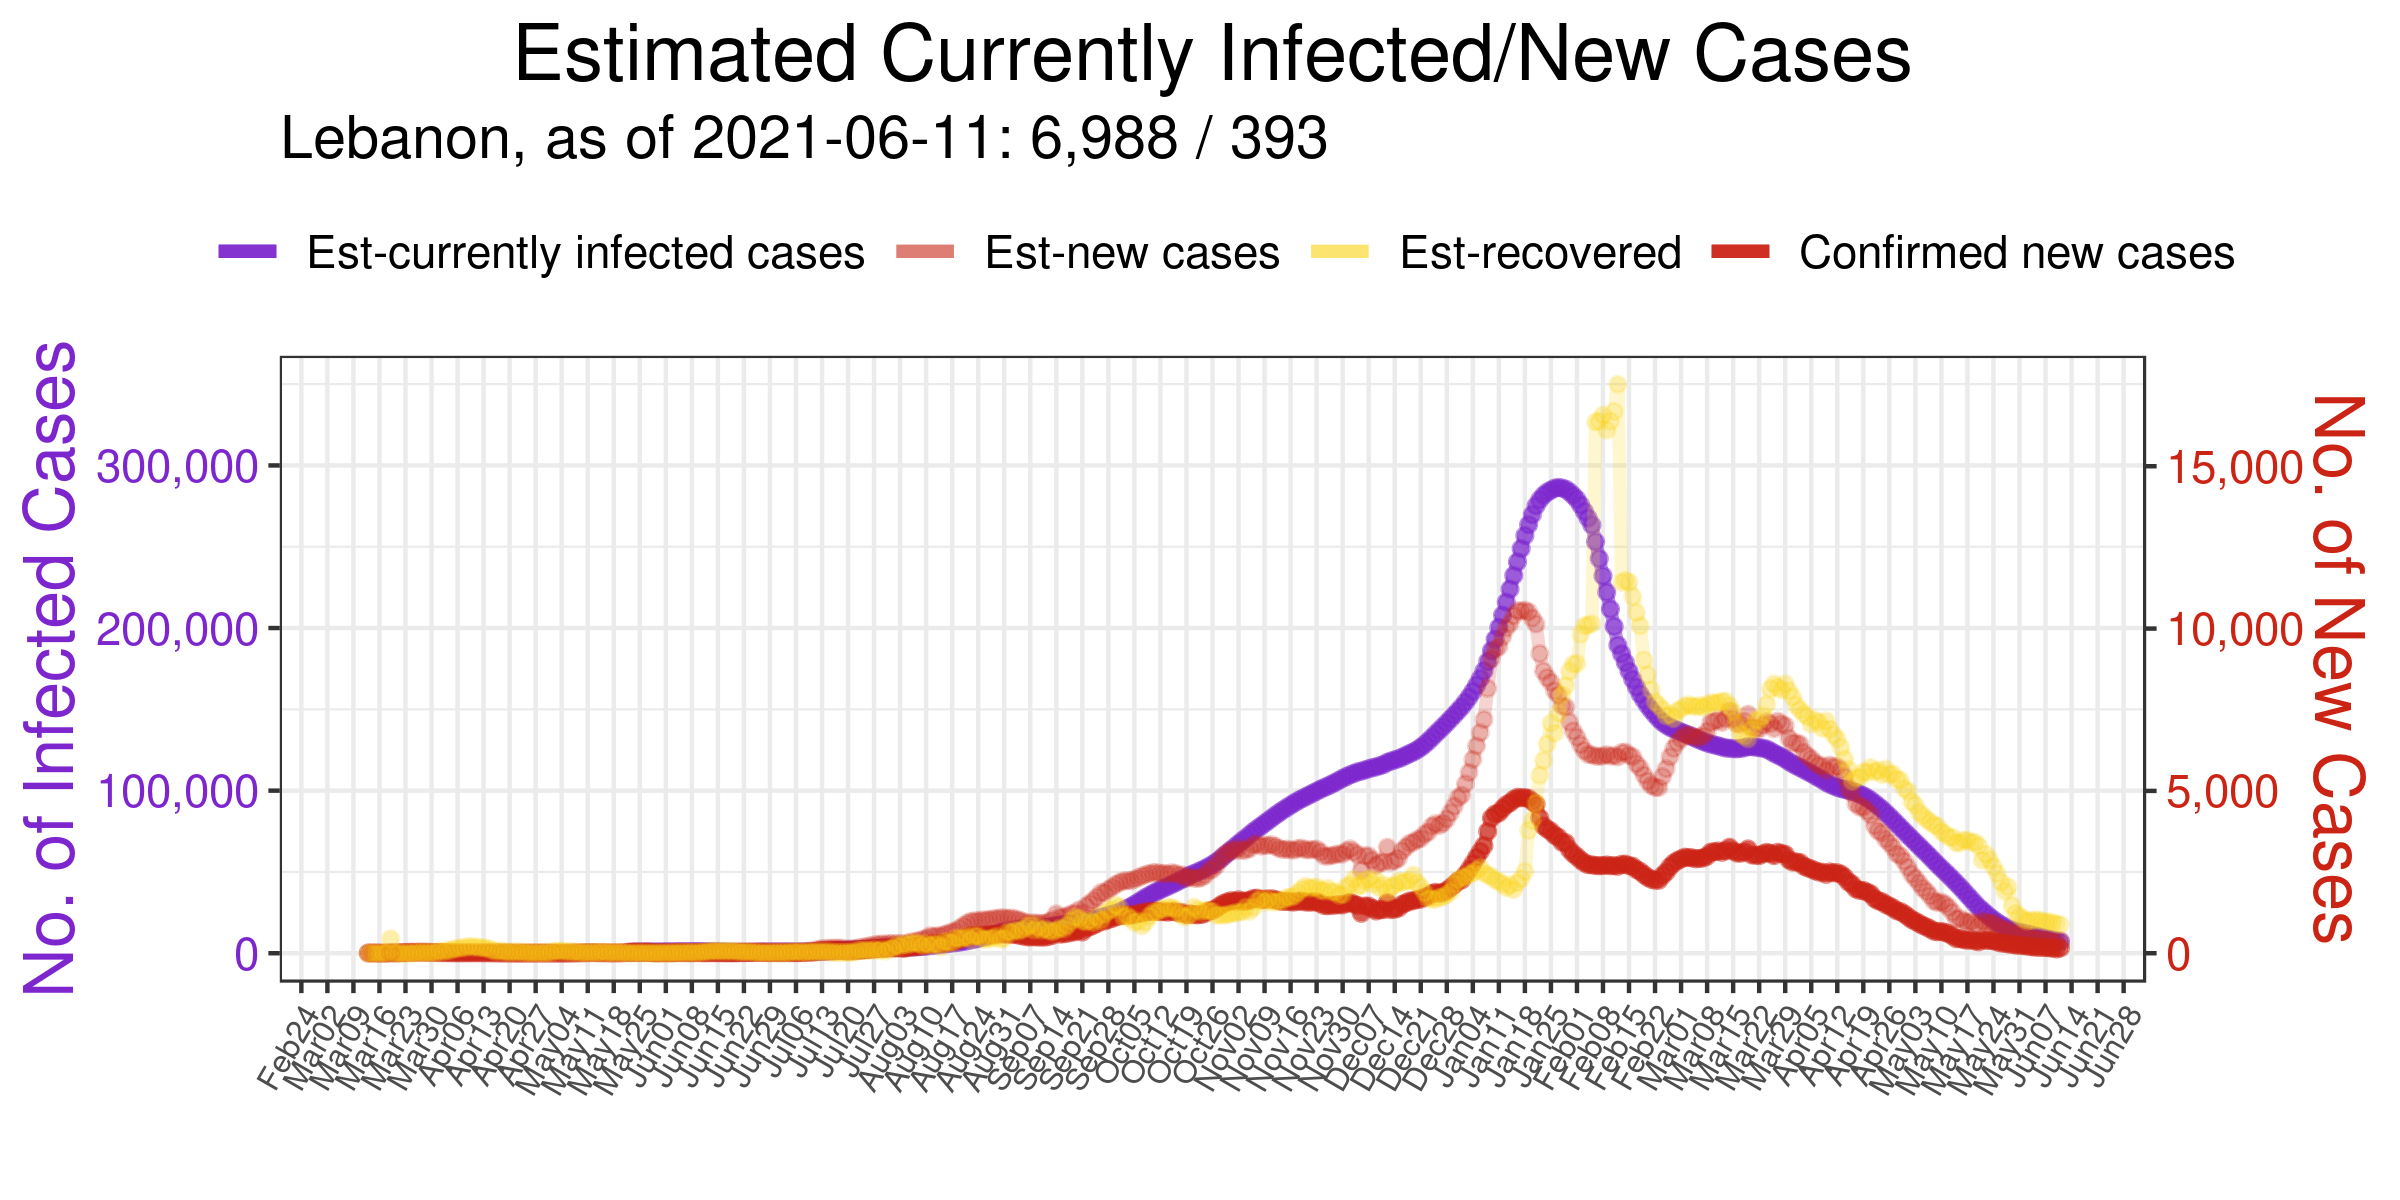 Estimated Currently Infected/New Cases
Lebanon, as of 2021-06-11: 6,988 / 393
Est-currently infected cases
Est-new cases
Est-recovered
Confirmed new cases
No. of Infected Cases
300,000
200,000
100,000
0
15,000
10,000
5,000
0
No. of New Cases
Feb24
Mar02
Mar09
Mar16
Mar23
Mar30
Apr06
Apr13
Apr20
Apr27
May04
May11
May18
May25
Jun01
Jun08
Jun15
Jun22
Jun29
Jul06
Jul13
Jul20
Jul27
Aug03
Aug10
Aug17
Aug24
Aug31
Sep07
Sep14
Sep21
Sep28
Oct05
Oct12
Oct19
Oct26
Nov02
Nov09
Nov16
Nov23
Nov30
Dec07
Dec14
Dec21
Dec28
Jan04
Jan11
Jan18
Jan25
Feb01
Feb08
Feb15
Feb22
Mar01
Mar08
Mar15
Mar22
Mar29
Apr05
Apr12
Apr19
Apr26
May03
May10
May17
May24
May31
Jun07
Jun14
Jun21
Jun28